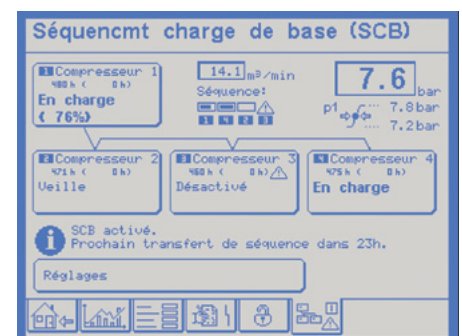 Séquencmt charge de base (SCB)
1 Compresseur 1
480 h ( 0 h)
En charge
( 76%)
14.1 m³/min
Séquence:
1 4 2 3
7.6 bar
p1 7.8 bar
7.2 bar
2 Compresseur 2
471 h ( 0 h)
Veille
3 Compresseur 3
460 h ( 0 h)
Désactivé
4 Compresseur 4
475 h ( 0 h)
En charge
SCB activé.
Prochain transfert de séquence dans 23h.
Réglages